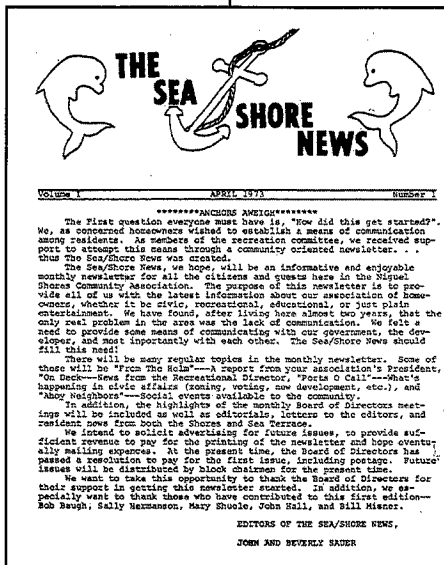 THE
SEA
SHORE
NEWS
Volume I APRIL 1973 Number 1
********ANCHORS AWEIGH********
The First question everyone must have is, "How did this get started?".
We, as concerned homeowners wished to establish a means of communication
among residents. As members of the recreation committee, we received sup-
port to attempt this means through a community oriented newsletter. . .
thus The Sea/Shore News was created.
The Sea/Shore News, we hope, will be an informative and enjoyable
monthly newsletter for all the citizens and guests here in the Niguel
Shores Community Association. The purpose of this newsletter is to pro-
vide all of us with the latest information about our association of home-
owners, whether it be civic, recreational, educational, or just plain
entertainment. We have found, after living here almost two years, that the
only real problem in the area was the lack of communication. We felt a
need to provide some means of communicating with our government, the dev-
eloper, and most importantly with each other. The Sea/Shore News should
fill this need!
There will be many regular topics in the monthly newsletter. Some of
these will be "From The Helm"---A report from your association's President,
"On Deck---News from the Recreational Director, "Ports O Call"---What's
happening in civic affairs (zoning, voting, new development, etc.), and
"Ahoy Neighbors"---Social events available to the community.
In addition, the highlights of the monthly Board of Directors meet-
ings will be included as well as editorials, letters to the editors, and
resident news from both the Shores and Sea Terrace.
We intend to solicit advertising for future issues, to provide suf-
ficient revenue to pay for the printing of the newsletter and hope eventu-
ally mailing expences. At the present time, the Board of Directors has
passed a resolution to pay for the first issue, including postage. Future
issues will be distributed by block chairmen for the present time.
We want to take this opportunity to thank the Board of Directors for
their support in getting this newsletter started. In addition, we es-
pecially want to thank those who have contributed to this first edition--
Bob Baugh, Sally Hermanson, Mary Shuole, John Hall, and Bill Misner.
EDITORS OF THE SEA/SHORE NEWS,
JOHN AND BEVERLY SAUER